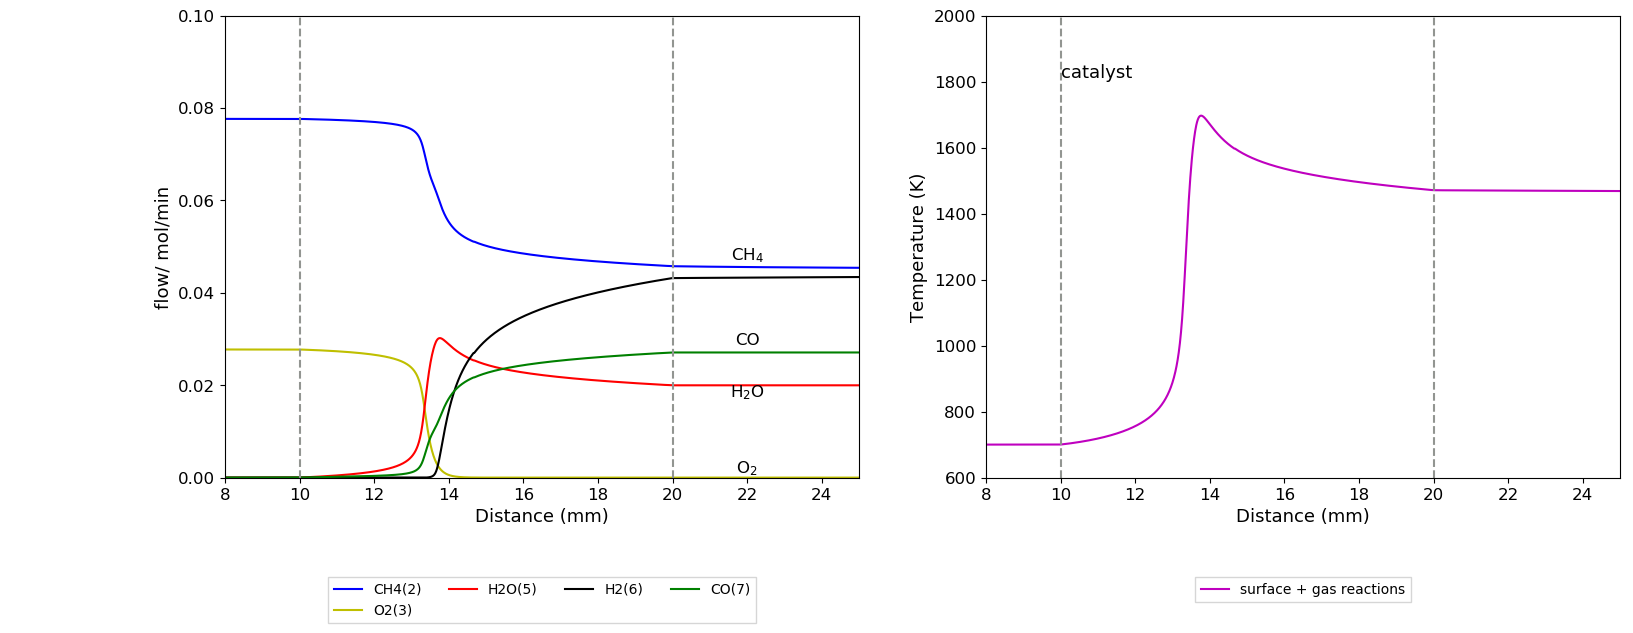 0.10
0.08
0.06
0.04
0.02
0.00
flow/ mol/min
8 10 12 14 16 18 20 22 24
Distance (mm)
CH₄
CO
H₂O
O₂
CH4(2) H2O(5) H2(6) CO(7)
O2(3)
2000
1800
1600
1400
1200
1000
800
600
Temperature (K)
catalyst
8 10 12 14 16 18 20 22 24
Distance (mm)
surface + gas reactions